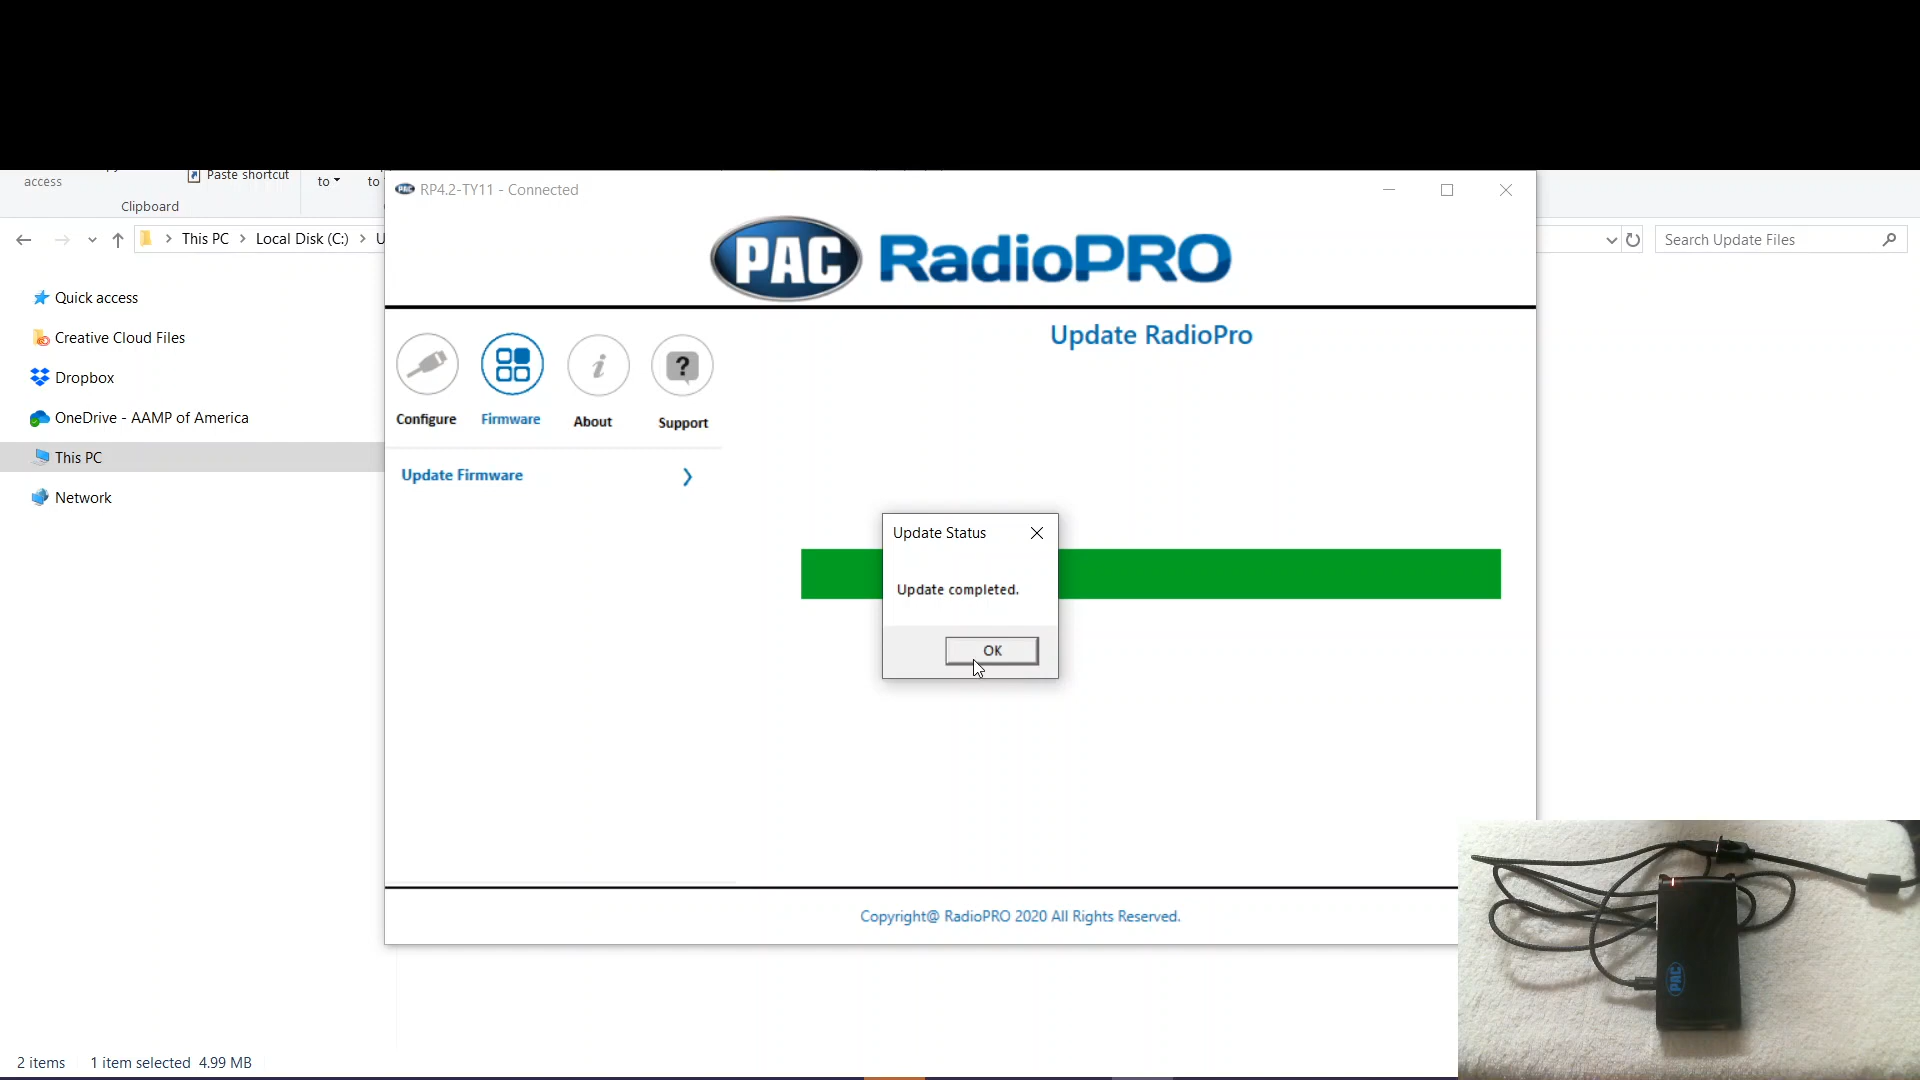 access
Paste shortcut
to
to
Clipboard
RP4.2-TY11 - Connected
This PC
Local Disk (C:)
U
Search Update Files
PAC RadioPRO
Quick access
Creative Cloud Files
Dropbox
OneDrive - AAMP of America
This PC
Network
Configure
Firmware
About
Support
Update RadioPro
Update Firmware
Update Status
Update completed.
OK
Copyright@ RadioPRO 2020 All Rights Reserved.
PAC
2 items
1 item selected 4.99 MB